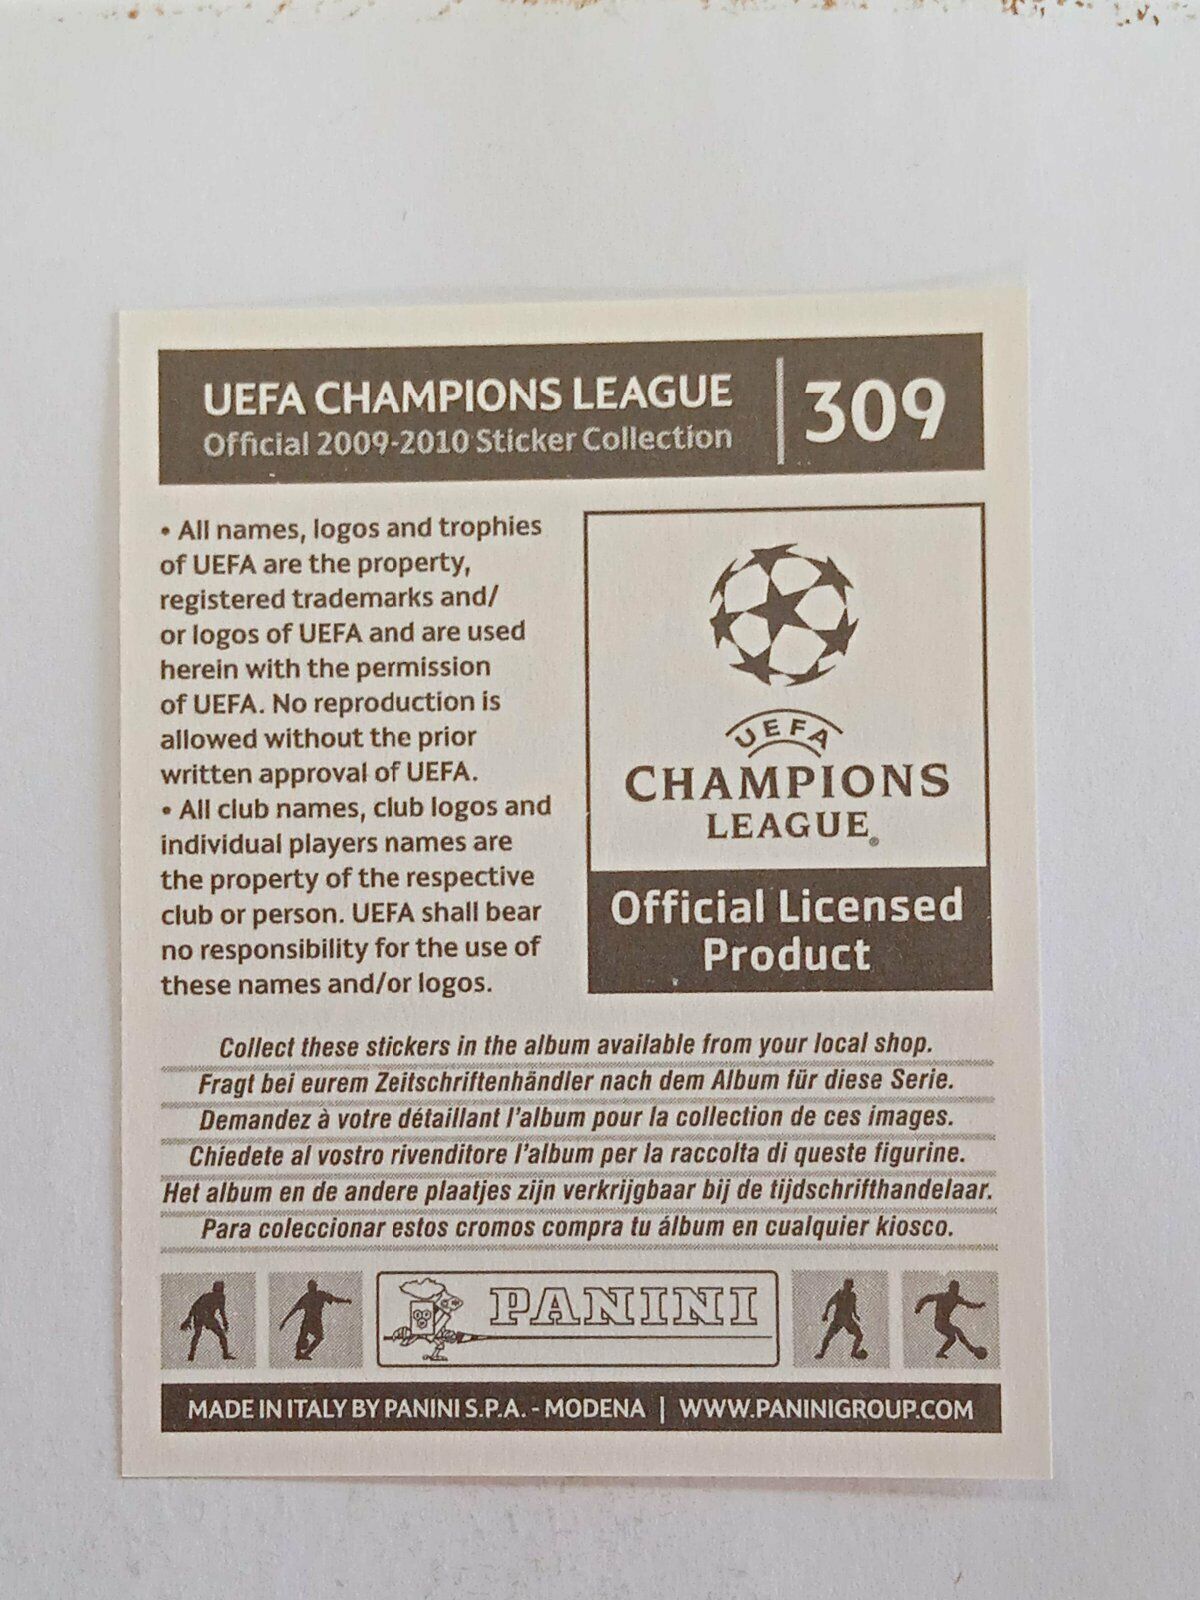 UEFA CHAMPIONS LEAGUE
Official 2009-2010 Sticker Collection
309
• All names, logos and trophies
of UEFA are the property,
registered trademarks and/
or logos of UEFA and are used
herein with the permission
of UEFA. No reproduction is
allowed without the prior
written approval of UEFA.
• All club names, club logos and
individual players names are
the property of the respective
club or person. UEFA shall bear
no responsibility for the use of
these names and/or logos.
UEFA
CHAMPIONS
LEAGUE®
Official Licensed
Product
Collect these stickers in the album available from your local shop.
Fragt bei eurem Zeitschriftenhändler nach dem Album für diese Serie.
Demandez à votre détaillant l'album pour la collection de ces images.
Chiedete al vostro rivenditore l'album per la raccolta di queste figurine.
Het album en de andere plaatjes zijn verkrijgbaar bij de tijdschrifthandelaar.
Para coleccionar estos cromos compra tu álbum en cualquier kiosco.
PANINI
MADE IN ITALY BY PANINI S.P.A. - MODENA | WWW.PANINIGROUP.COM